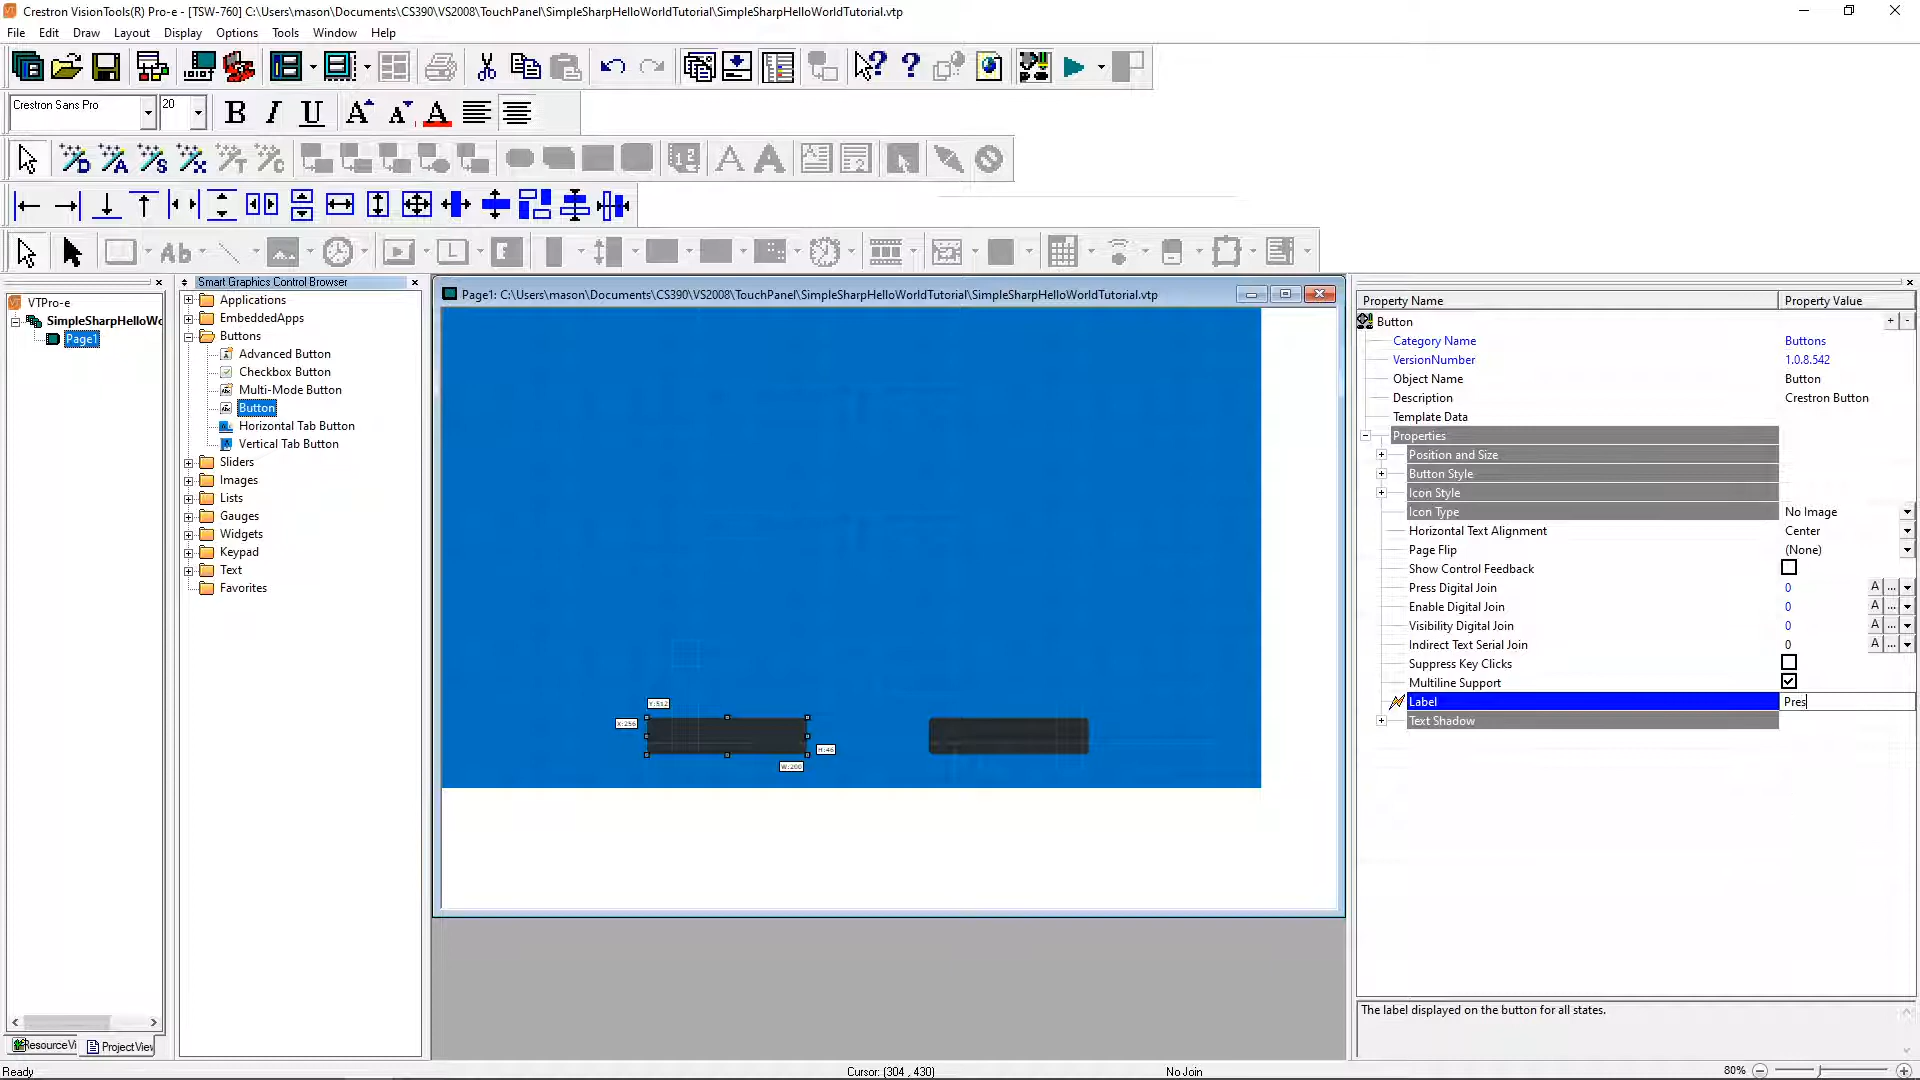 Crestron VisionTools(R) Pro-e - [TSW-760] C:\Users\mason\Documents\CS390\VS2008\TouchPanel\SimpleSharpHelloWorldTutorial\SimpleSharpHelloWorldTutorial.vtp
File Edit Draw Layout Display Options Tools Window Help
Crestron Sans Pro 20
VTPro-e
SimpleSharpHelloWo
Page1
ResourceVi ProjectView
Smart Graphics Control Browser
Applications
EmbeddedApps
Buttons
Advanced Button
Checkbox Button
Multi-Mode Button
Button
Horizontal Tab Button
Vertical Tab Button
Sliders
Images
Lists
Gauges
Widgets
Keypad
Text
Favorites
Page1: C:\Users\mason\Documents\CS390\VS2008\TouchPanel\SimpleSharpHelloWorldTutorial\SimpleSharpHelloWorldTutorial.vtp
Y:512
X:256
H:46
W:200
Property Name Property Value
Button + -
Category Name Buttons
VersionNumber 1.0.8.542
Object Name Button
Description Crestron Button
Template Data
Properties
Position and Size
Button Style
Icon Style
Icon Type No Image
Horizontal Text Alignment Center
Page Flip (None)
Show Control Feedback
Press Digital Join 0 A ...
Enable Digital Join 0 A ...
Visibility Digital Join 0 A ...
Indirect Text Serial Join 0 A ...
Suppress Key Clicks
Multiline Support
Label Pres
Text Shadow
The label displayed on the button for all states.
Ready Cursor: (304 , 430) No Join 80%